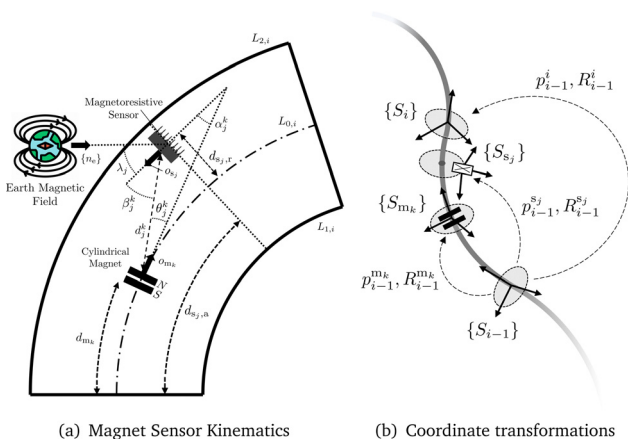 L_{2,i}
Magnetoresistive
Sensor
α_j^k
L_{0,i}
{n_e}
λ_j
o_{s_j}
d_{s_j,r}
Earth Magnetic
Field
β_j^k
θ_j^k
d_j^k
L_{1,i}
Cylindrical
Magnet
o_{m_k}
N
S
d_{m_k}
d_{s_j,a}
(a) Magnet Sensor Kinematics
p_{i-1}^i, R_{i-1}^i
{S_i}
{S_{s_j}}
{S_{m_k}}
p_{i-1}^{s_j}, R_{i-1}^{s_j}
p_{i-1}^{m_k}, R_{i-1}^{m_k}
{S_{i-1}}
(b) Coordinate transformations